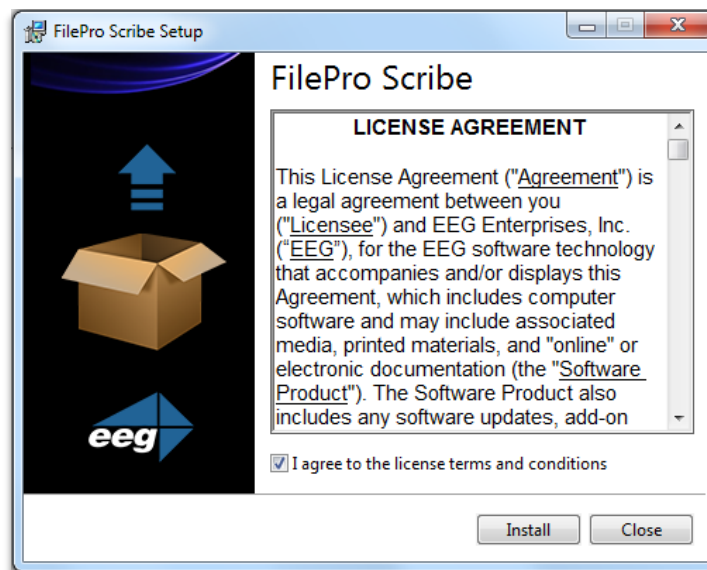 FilePro Scribe Setup
FilePro Scribe
LICENSE AGREEMENT
This License Agreement ("Agreement") is
a legal agreement between you
("Licensee") and EEG Enterprises, Inc.
(“EEG”), for the EEG software technology
that accompanies and/or displays this
Agreement, which includes computer
software and may include associated
media, printed materials, and "online" or
electronic documentation (the "Software
Product"). The Software Product also
includes any software updates, add-on
eeg
I agree to the license terms and conditions
Install
Close